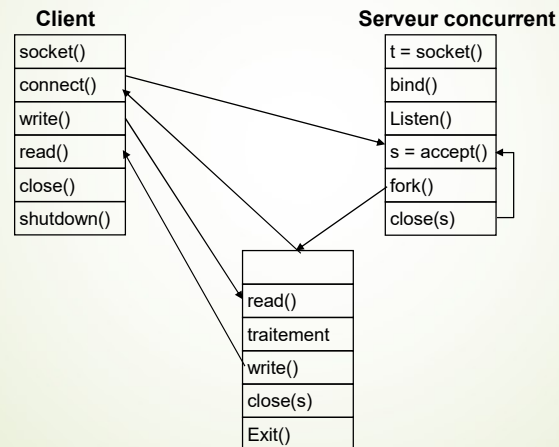 Client
socket()
connect()
write()
read()
close()
shutdown()
Serveur concurrent
t = socket()
bind()
Listen()
s = accept()
fork()
close(s)
read()
traitement
write()
close(s)
Exit()